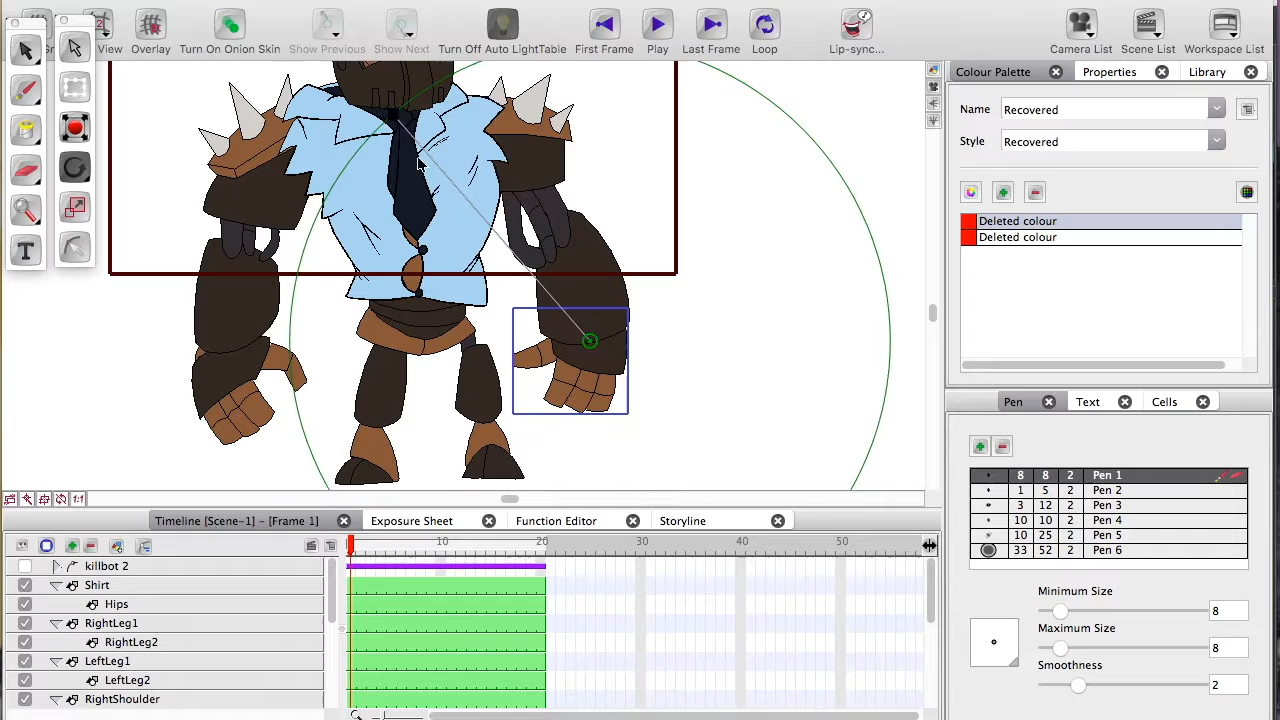 View
Overlay
Turn On Onion Skin
Show Previous
Show Next
Turn Off Auto LightTable
First Frame
Play
Last Frame
Loop
Lip-sync...
Camera List
Scene List
Workspace List
T
Colour Palette
Properties
Library
Name
Recovered
Style
Recovered
Deleted colour
Deleted colour
Pen
Text
Cells
8 8 2 Pen 1
1 5 2 Pen 2
3 12 2 Pen 3
10 10 2 Pen 4
10 25 2 Pen 5
33 52 2 Pen 6
Minimum Size
8
Maximum Size
8
Smoothness
2
1:1
Timeline [Scene-1] - [Frame 1]
Exposure Sheet
Function Editor
Storyline
10 20 30 40 50
killbot 2
Shirt
Hips
RightLeg1
RightLeg2
LeftLeg1
LeftLeg2
RightShoulder